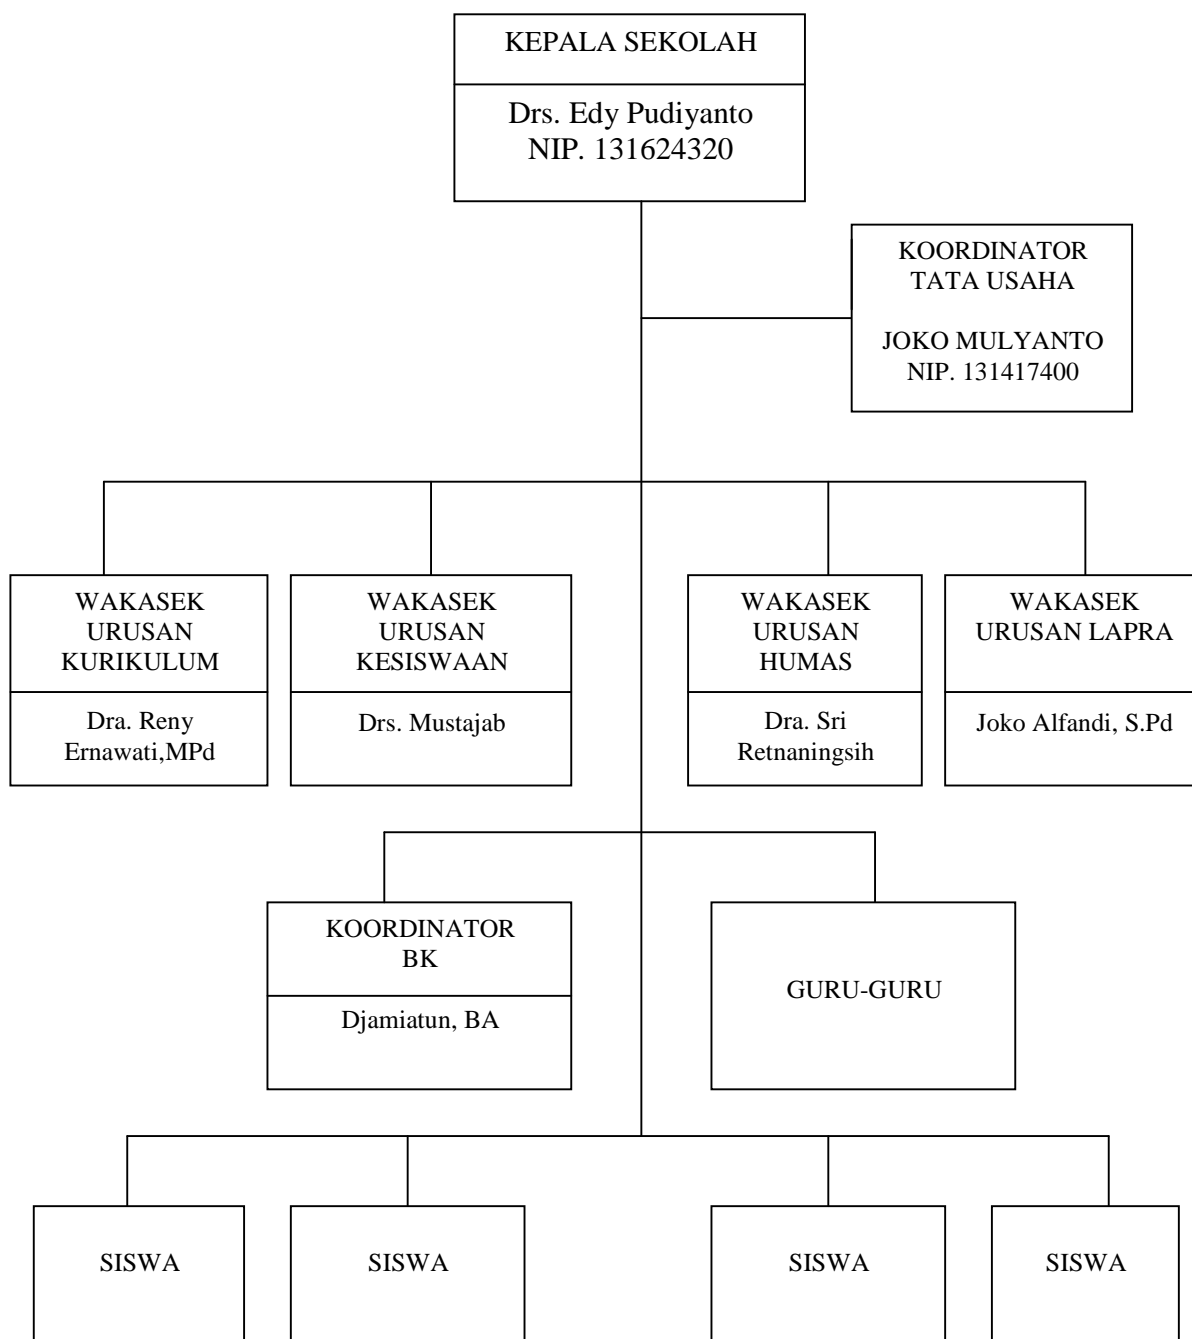 KEPALA SEKOLAH
Drs. Edy Pudiyanto
NIP. 131624320
KOORDINATOR
TATA USAHA
JOKO MULYANTO
NIP. 131417400
WAKASEK
URUSAN
KURIKULUM
Dra. Reny
Ernawati,MPd
WAKASEK
URUSAN
KESISWAAN
Drs. Mustajab
WAKASEK
URUSAN
HUMAS
Dra. Sri
Retnaningsih
WAKASEK
URUSAN LAPRA
Joko Alfandi, S.Pd
KOORDINATOR
BK
Djamiatun, BA
GURU-GURU
SISWA
SISWA
SISWA
SISWA